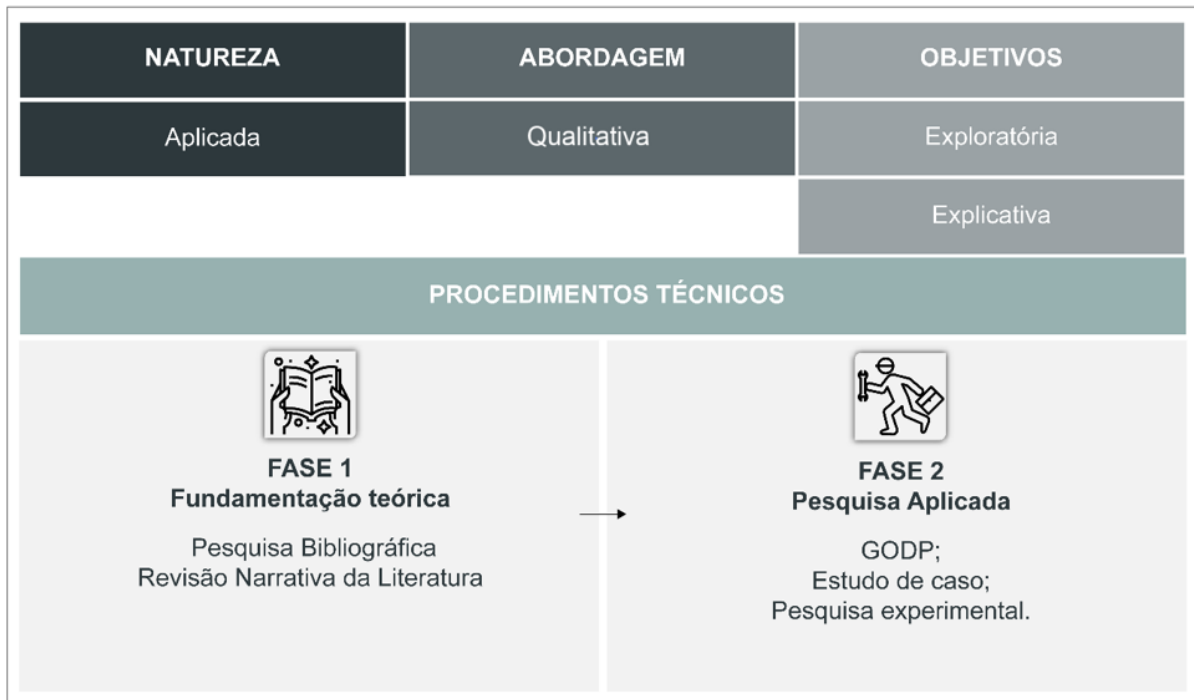 NATUREZA
ABORDAGEM
OBJETIVOS
Aplicada
Qualitativa
Exploratória
Explicativa
PROCEDIMENTOS TÉCNICOS
FASE 1
Fundamentação teórica
Pesquisa Bibliográfica
Revisão Narrativa da Literatura
FASE 2
Pesquisa Aplicada
GODP;
Estudo de caso;
Pesquisa experimental.